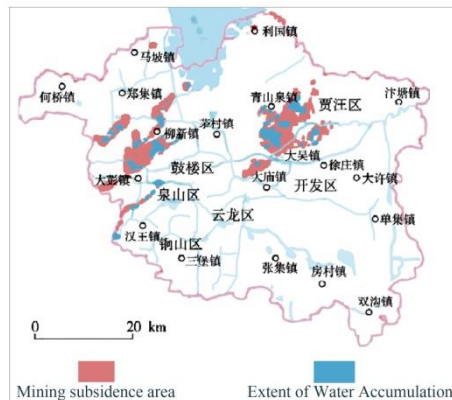 利国镇
马坡镇
何桥镇
郑集镇
青山泉镇
贾汪区
汴塘镇
茅村镇
柳新镇
大吴镇
鼓楼区
徐庄镇
大彭镇
大庙镇
开发区
大许镇
泉山区
云龙区
单集镇
汉王镇
铜山区
三堡镇
张集镇
房村镇
双沟镇
0 20 km
Mining subsidence area
Extent of Water Accumulation